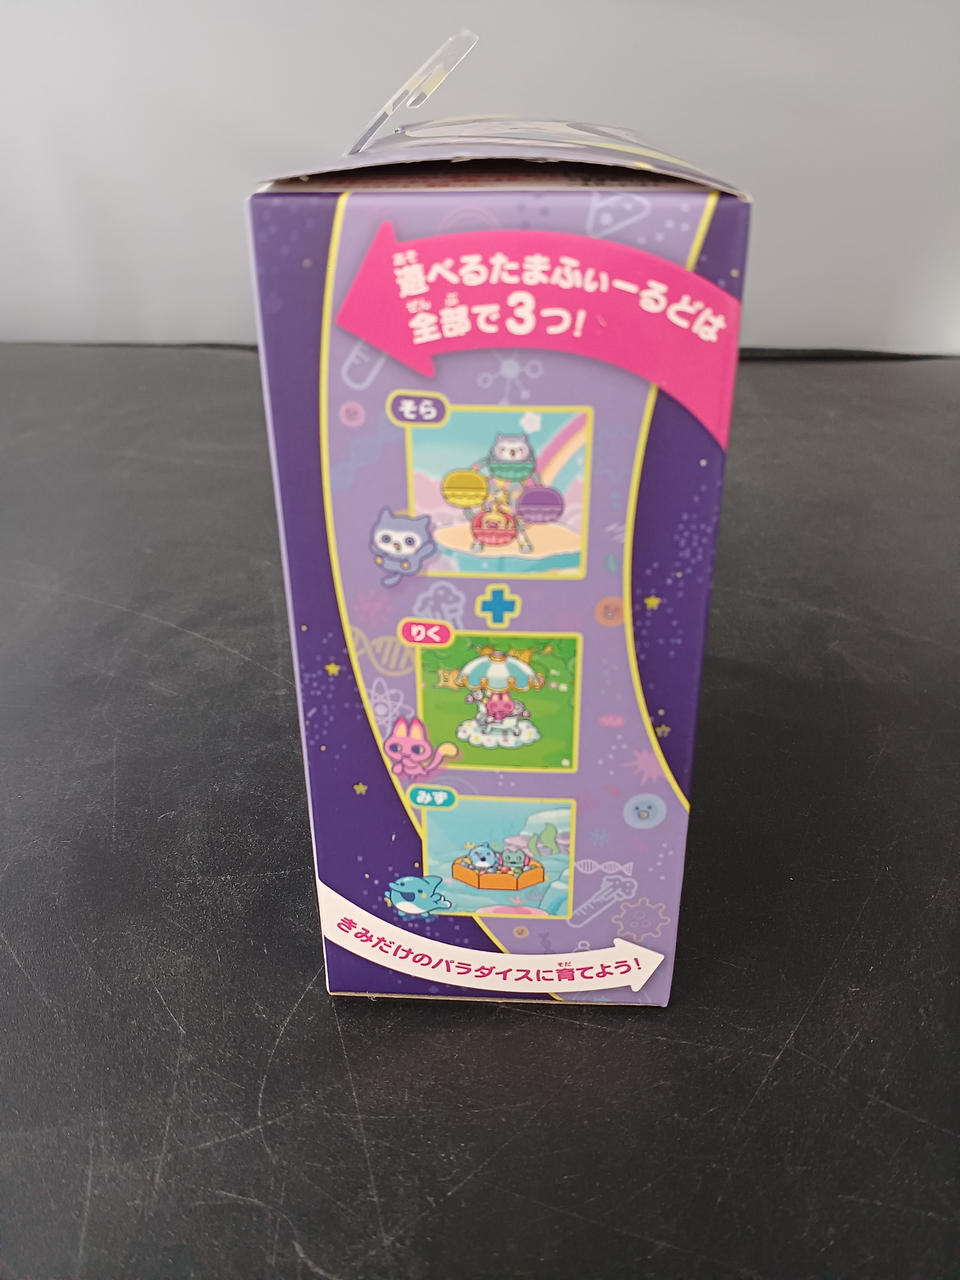 遊べるたまふぃーるどは
全部で3つ!
そら
りく
みず
きみだけのパラダイスに育てよう!